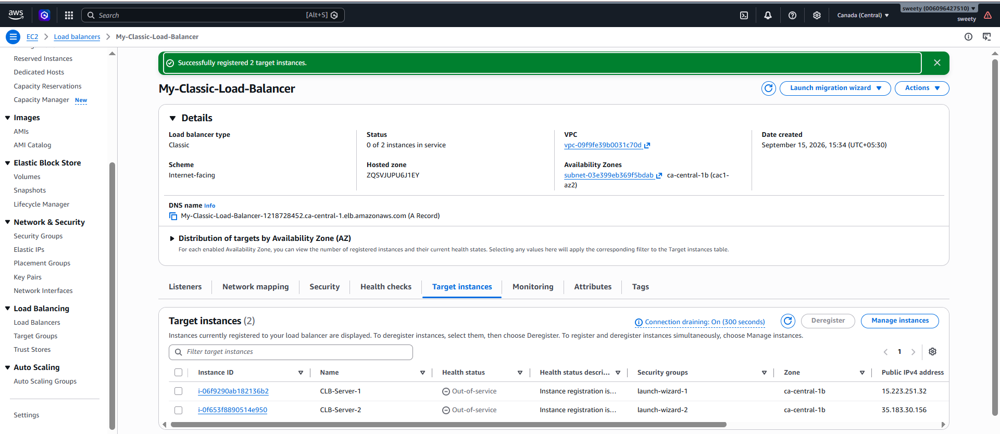 aws
Search
[Alt+S]
Canada (Central)
sweety (006096427510)
sweety
EC2
Load balancers
My-Classic-Load-Balancer
Reserved Instances
Dedicated Hosts
Capacity Reservations
Capacity Manager New
Images
AMIs
AMI Catalog
Elastic Block Store
Volumes
Snapshots
Lifecycle Manager
Network & Security
Security Groups
Elastic IPs
Placement Groups
Key Pairs
Network Interfaces
Load Balancing
Load Balancers
Target Groups
Trust Stores
Auto Scaling
Auto Scaling Groups
Settings
Successfully registered 2 target instances.
My-Classic-Load-Balancer
Launch migration wizard
Actions
Details
Load balancer type
Classic
Status
0 of 2 instances in service
VPC
vpc-09f9fe39b0031c70d
Date created
September 15, 2026, 15:34 (UTC+05:30)
Scheme
Internet-facing
Hosted zone
ZQSVJUPU6J1EY
Availability Zones
subnet-03e399eb369f5bdab ca-central-1b (cac1-
az2)
DNS name Info
My-Classic-Load-Balancer-1218728452.ca-central-1.elb.amazonaws.com (A Record)
Distribution of targets by Availability Zone (AZ)
For each enabled Availability Zone, you can view the number of registered instances and their current health states. Selecting any values here will apply the corresponding filter to the Target instances table.
Listeners
Network mapping
Security
Health checks
Target instances
Monitoring
Attributes
Tags
Target instances (2)
Connection draining: On (300 seconds)
Deregister
Manage instances
Instances currently registered to your load balancer are displayed. To deregister instances, select them, then choose Deregister. To register and deregister instances simultaneously, choose Manage instances.
Filter target instances
1
Instance ID Name Health status Health status descri... Security groups Zone Public IPv4 address
i-06f9290ab182136b2 CLB-Server-1 Out-of-service Instance registration is... launch-wizard-1 ca-central-1b 15.223.251.32
i-0f653f8890514e950 CLB-Server-2 Out-of-service Instance registration is... launch-wizard-2 ca-central-1b 35.183.30.156